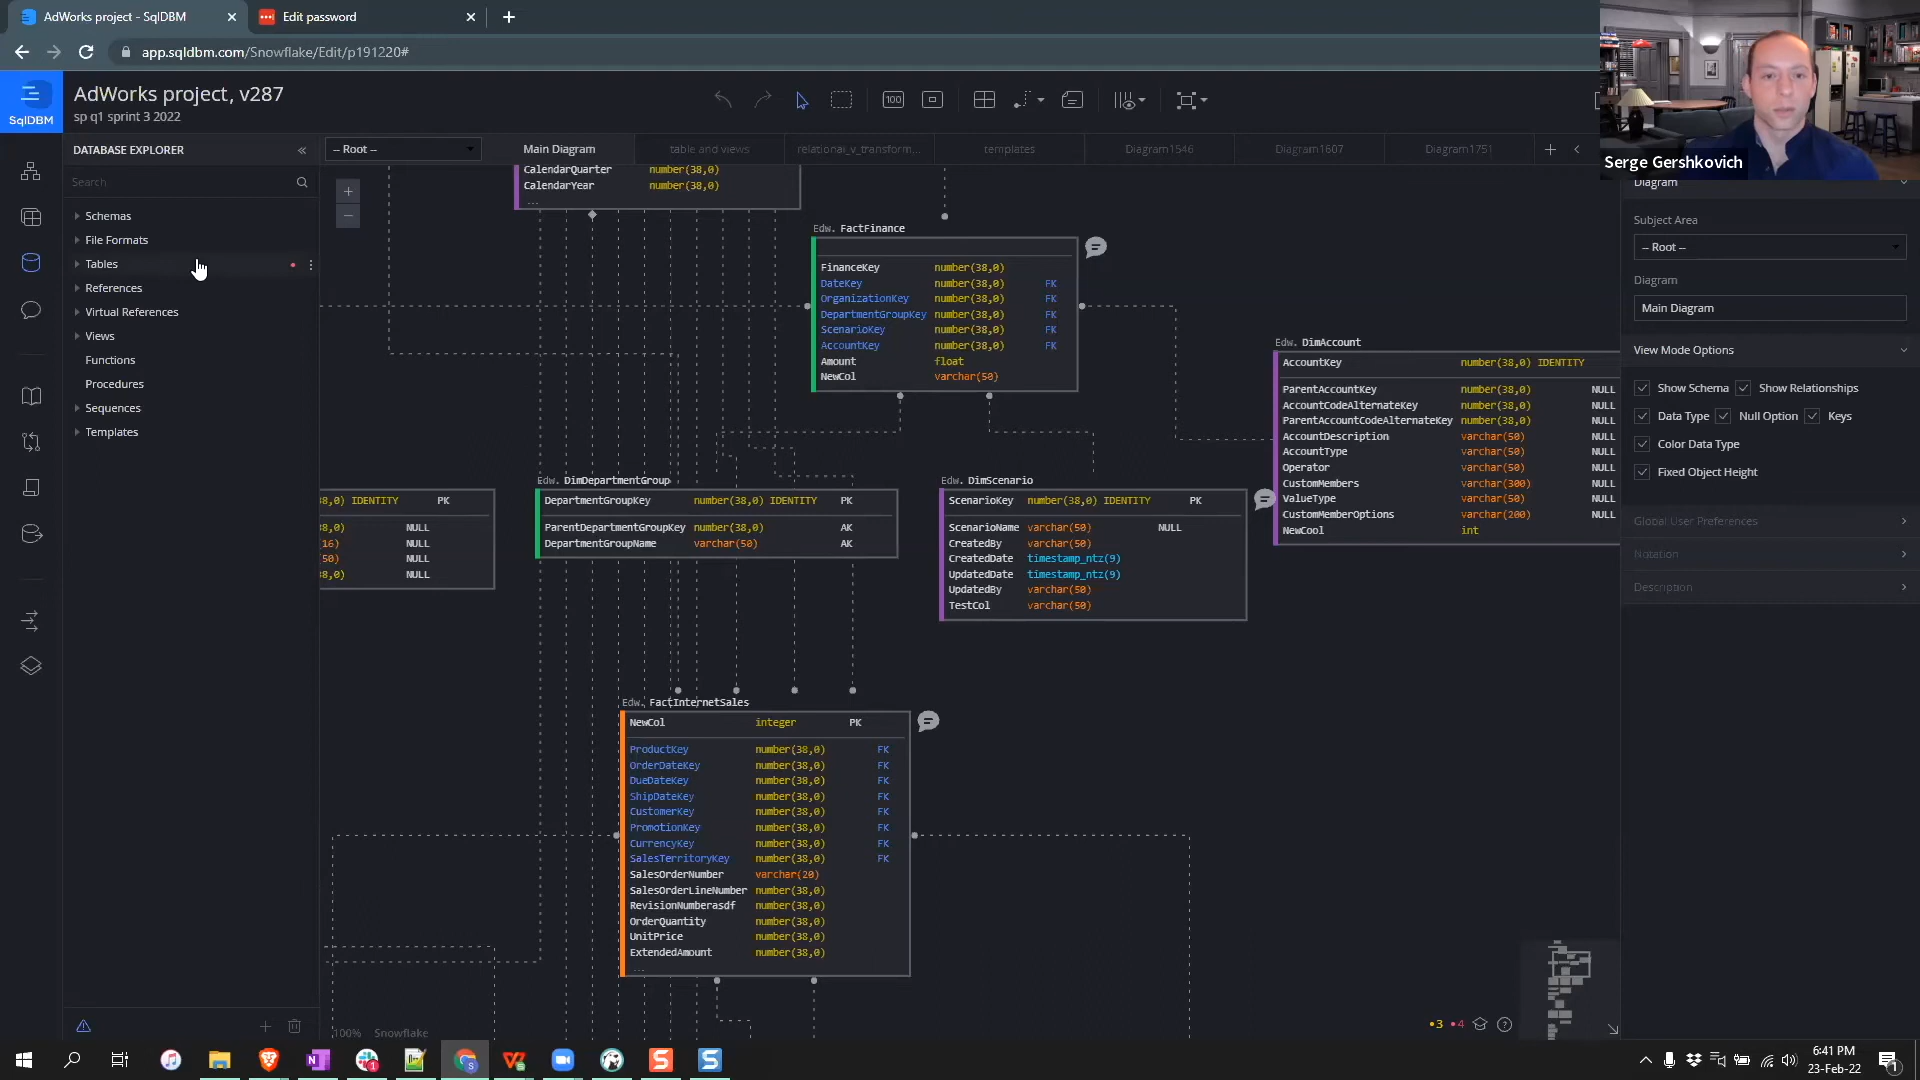 AdWorks project - SqlDBM
Edit password
app.sqldbm.com/Snowflake/Edit/p191220#
SqlDBM
AdWorks project, v287
sp q1 sprint 3 2022
100
Serge Gershkovich
DATABASE EXPLORER
Search
Schemas
File Formats
Tables
References
Virtual References
Views
Functions
Procedures
Sequences
Templates
-- Root --
Main Diagram
table and views
relational_v_transform...
templates
Diagram1546
Diagram1607
Diagram1751
CalendarQuarter number(38,0)
CalendarYear number(38,0)
...
Edw. FactFinance
FinanceKey number(38,0)
DateKey number(38,0) FK
OrganizationKey number(38,0) FK
DepartmentGroupKey number(38,0) FK
ScenarioKey number(38,0) FK
AccountKey number(38,0) FK
Amount float
NewCol varchar(50)
Edw. DimAccount
AccountKey number(38,0) IDENTITY
ParentAccountKey number(38,0) NULL
AccountCodeAlternateKey number(38,0) NULL
ParentAccountCodeAlternateKey number(38,0) NULL
AccountDescription varchar(50) NULL
AccountType varchar(50) NULL
Operator varchar(50) NULL
CustomMembers varchar(300) NULL
ValueType varchar(50) NULL
CustomMemberOptions varchar(200) NULL
NewCool int
38,0) IDENTITY PK
38,0) NULL
16) NULL
50) NULL
38,0) NULL
Edw. DimDepartmentGroup
DepartmentGroupKey number(38,0) IDENTITY PK
ParentDepartmentGroupKey number(38,0) AK
DepartmentGroupName varchar(50) AK
Edw. DimScenario
ScenarioKey number(38,0) IDENTITY PK
ScenarioName varchar(50) NULL
CreatedBy varchar(50)
CreatedDate timestamp_ntz(9)
UpdatedDate timestamp_ntz(9)
UpdatedBy varchar(50)
TestCol varchar(50)
Edw. FactInternetSales
NewCol integer PK
ProductKey number(38,0) FK
OrderDateKey number(38,0) FK
DueDateKey number(38,0) FK
ShipDateKey number(38,0) FK
CustomerKey number(38,0) FK
PromotionKey number(38,0) FK
CurrencyKey number(38,0) FK
SalesTerritoryKey number(38,0) FK
SalesOrderNumber varchar(20)
SalesOrderLineNumber number(38,0)
RevisionNumberasdf number(38,0)
OrderQuantity number(38,0)
UnitPrice number(38,0)
ExtendedAmount number(38,0)
...
100% Snowflake
Diagram
Subject Area
-- Root --
Diagram
Main Diagram
View Mode Options
Show Schema Show Relationships
Data Type Null Option Keys
Color Data Type
Fixed Object Height
Global User Preferences
Notation
Description
3 4
6:41 PM
23-Feb-22